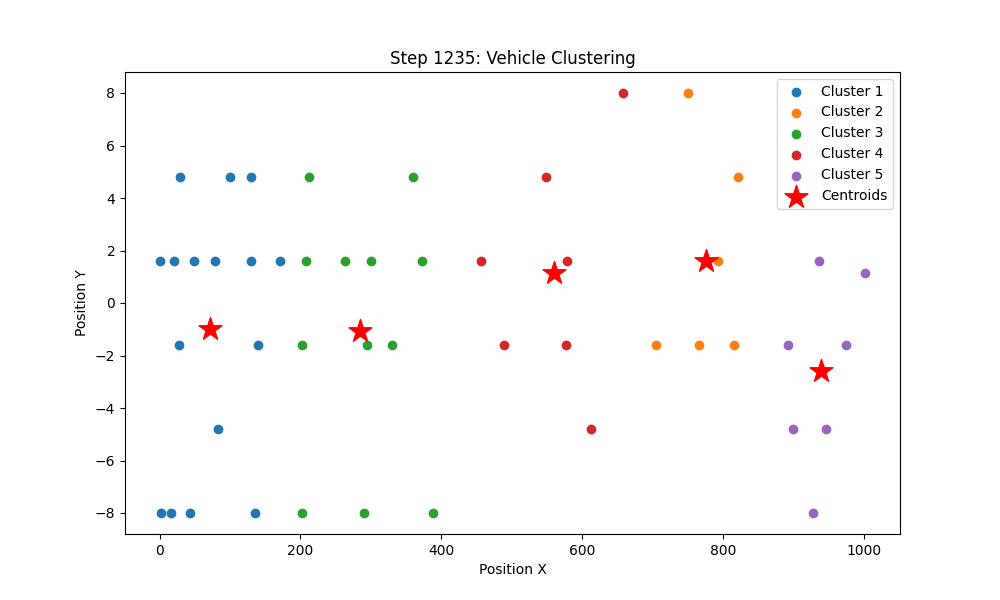 Step 1235: Vehicle Clustering
Cluster 1
Cluster 2
Cluster 3
Cluster 4
Cluster 5
Centroids
Position Y
8
6
4
2
0
−2
−4
−6
−8
0 200 400 600 800 1000
Position X